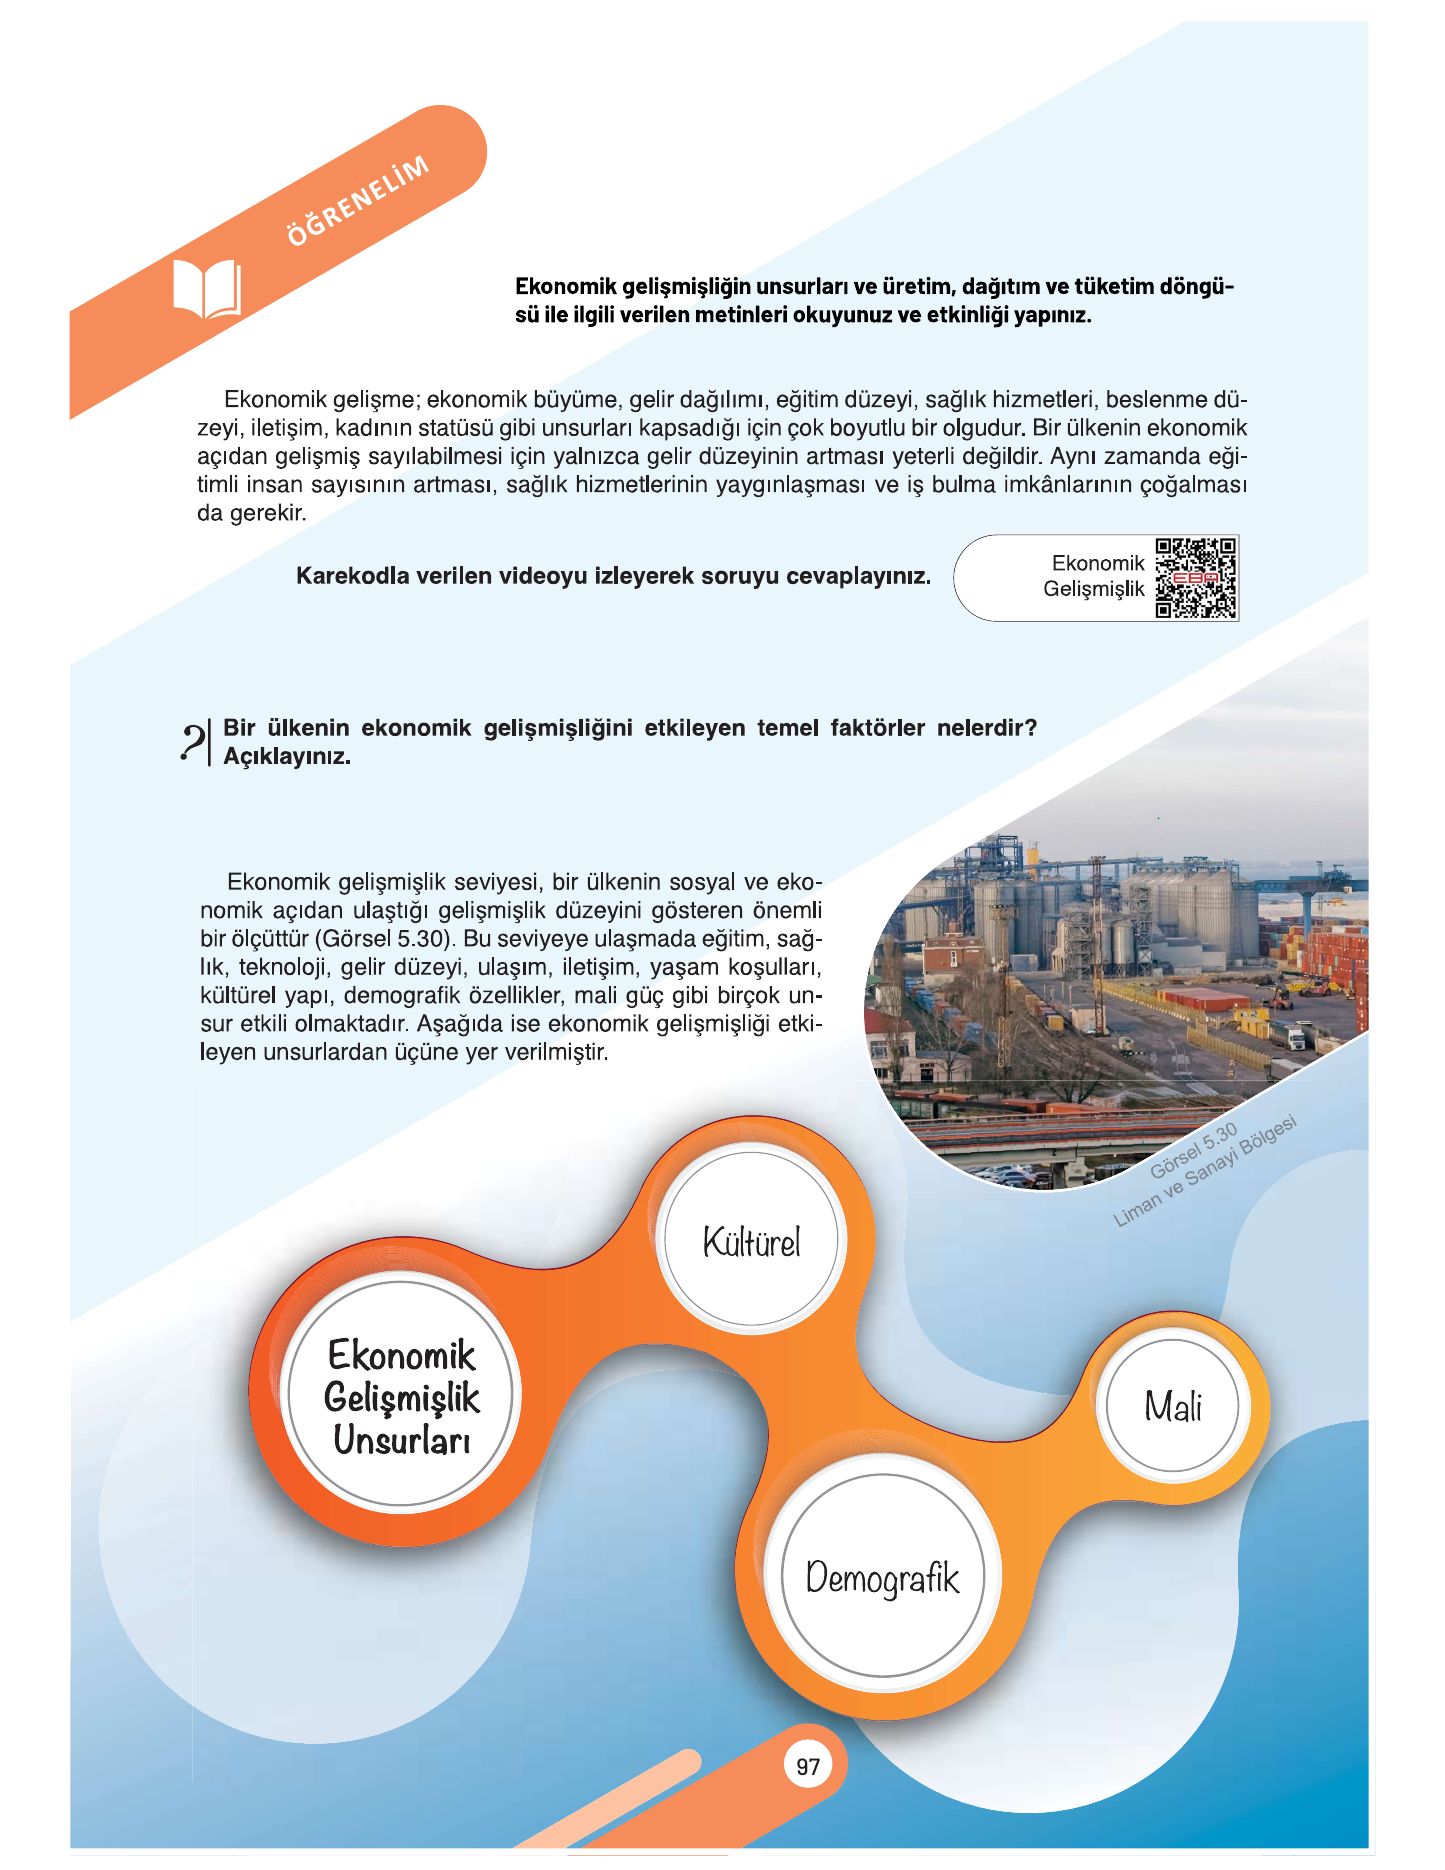 ÖĞRENELİM
Ekonomik gelişmişliğin unsurları ve üretim, dağıtım ve tüketim döngü-
sü ile ilgili verilen metinleri okuyunuz ve etkinliği yapınız.
Ekonomik gelişme; ekonomik büyüme, gelir dağılımı, eğitim düzeyi, sağlık hizmetleri, beslenme dü-
zeyi, iletişim, kadının statüsü gibi unsurları kapsadığı için çok boyutlu bir olgudur. Bir ülkenin ekonomik
açıdan gelişmiş sayılabilmesi için yalnızca gelir düzeyinin artması yeterli değildir. Aynı zamanda eği-
timli insan sayısının artması, sağlık hizmetlerinin yaygınlaşması ve iş bulma imkânlarının çoğalması
da gerekir.
Karekodla verilen videoyu izleyerek soruyu cevaplayınız.
Ekonomik
Gelişmişlik
EBA
? Bir ülkenin ekonomik gelişmişliğini etkileyen temel faktörler nelerdir?
Açıklayınız.
Ekonomik gelişmişlik seviyesi, bir ülkenin sosyal ve eko-
nomik açıdan ulaştığı gelişmişlik düzeyini gösteren önemli
bir ölçüttür (Görsel 5.30). Bu seviyeye ulaşmada eğitim, sağ-
lık, teknoloji, gelir düzeyi, ulaşım, iletişim, yaşam koşulları,
kültürel yapı, demografik özellikler, mali güç gibi birçok un-
sur etkili olmaktadır. Aşağıda ise ekonomik gelişmişliği etki-
leyen unsurlardan üçüne yer verilmiştir.
Görsel 5.30
Liman ve Sanayi Bölgesi
Kültürel
Ekonomik
Gelişmişlik
Unsurları
Mali
Demografik
97